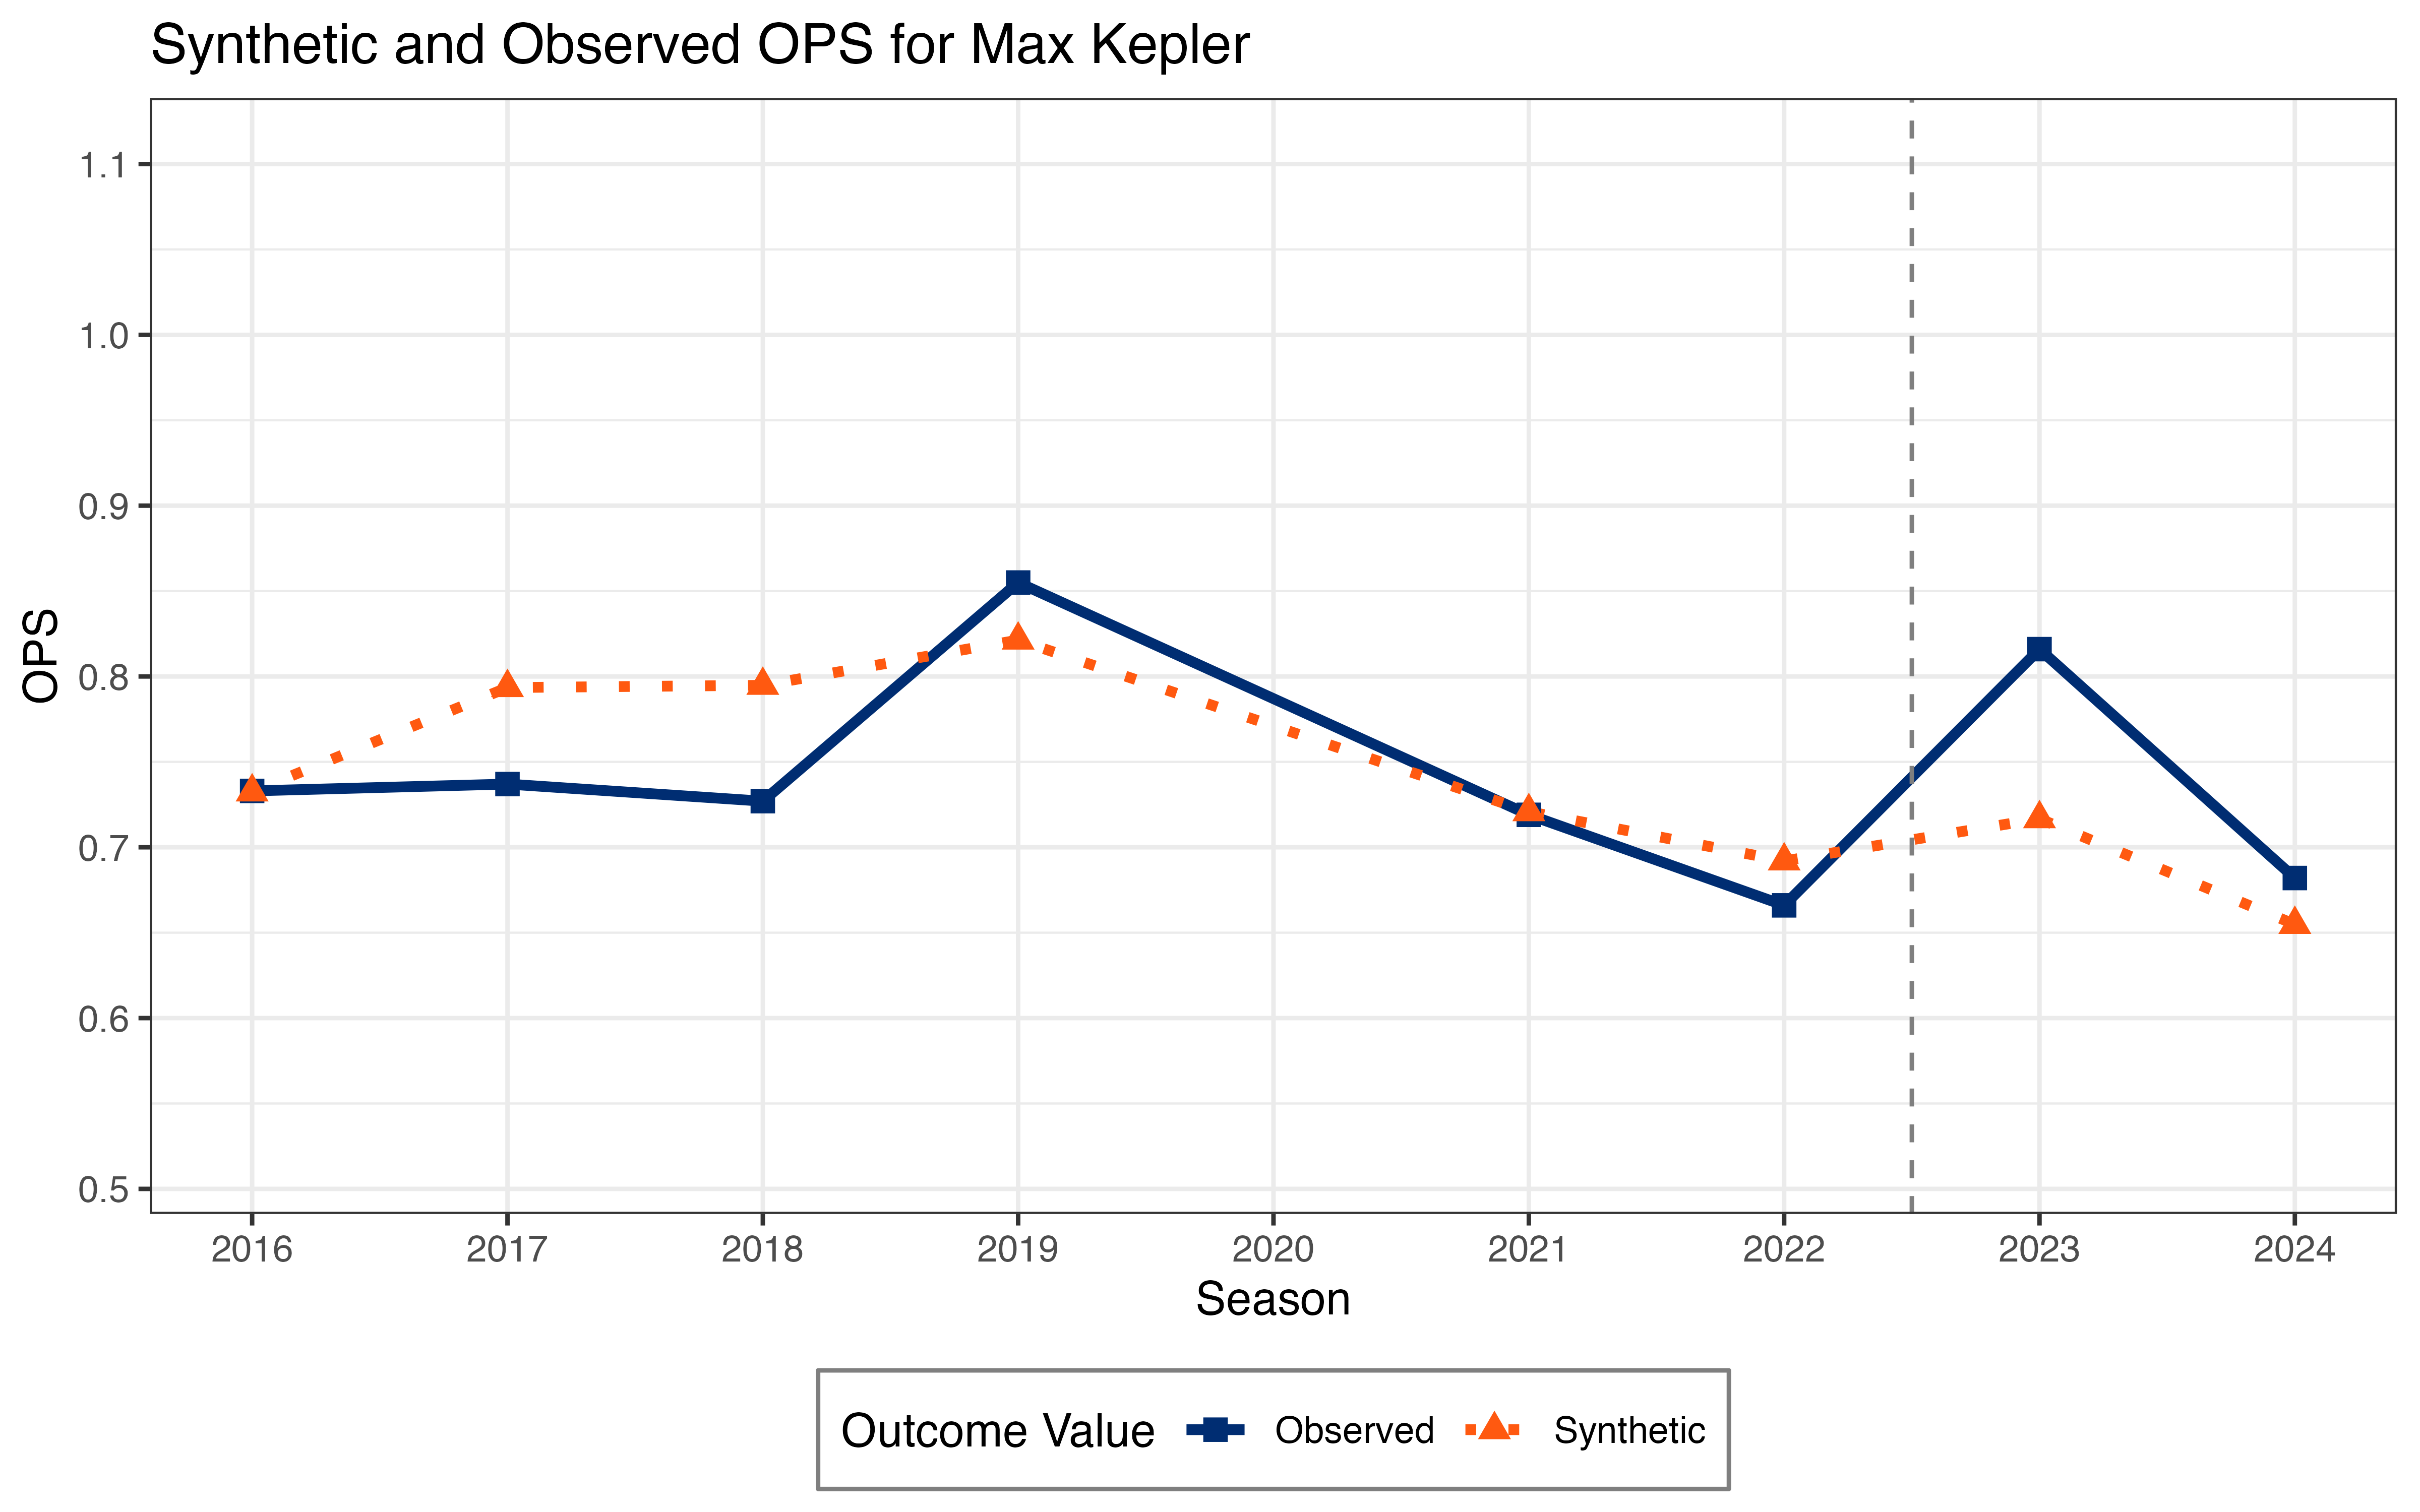 Synthetic and Observed OPS for Max Kepler
1.1
1.0
0.9
0.8
0.7
0.6
0.5
OPS
2016 2017 2018 2019 2020 2021 2022 2023 2024
Season
Outcome Value Observed Synthetic